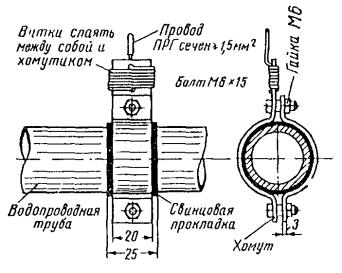 Витки спаять
между собой и
хомутиком
Провод
ПРГ сечен. 1,5мм²
Болт М6×15
Гайка М6
Водопроводная
труба
20
25
Свинцовая
прокладка
3
Хомут